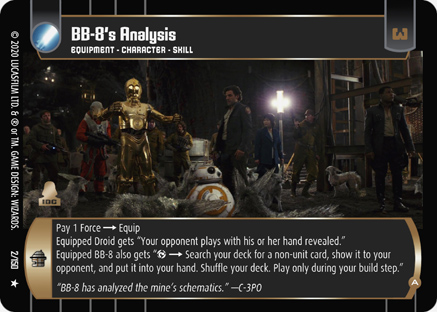 BB-8's Analysis
EQUIPMENT - CHARACTER - SKILL
© 2020 LUCASFILM LTD. & ® or TM. GAME DESIGN: WIZARDS.
IDC
Pay 1 Force → Equip
Equipped Droid gets "Your opponent plays with his or her hand revealed."
Equipped BB-8 also gets " → Search your deck for a non-unit card, show it to your
opponent, and put it into your hand. Shuffle your deck. Play only during your build step."
"BB-8 has analyzed the mine's schematics." —C-3PO
A